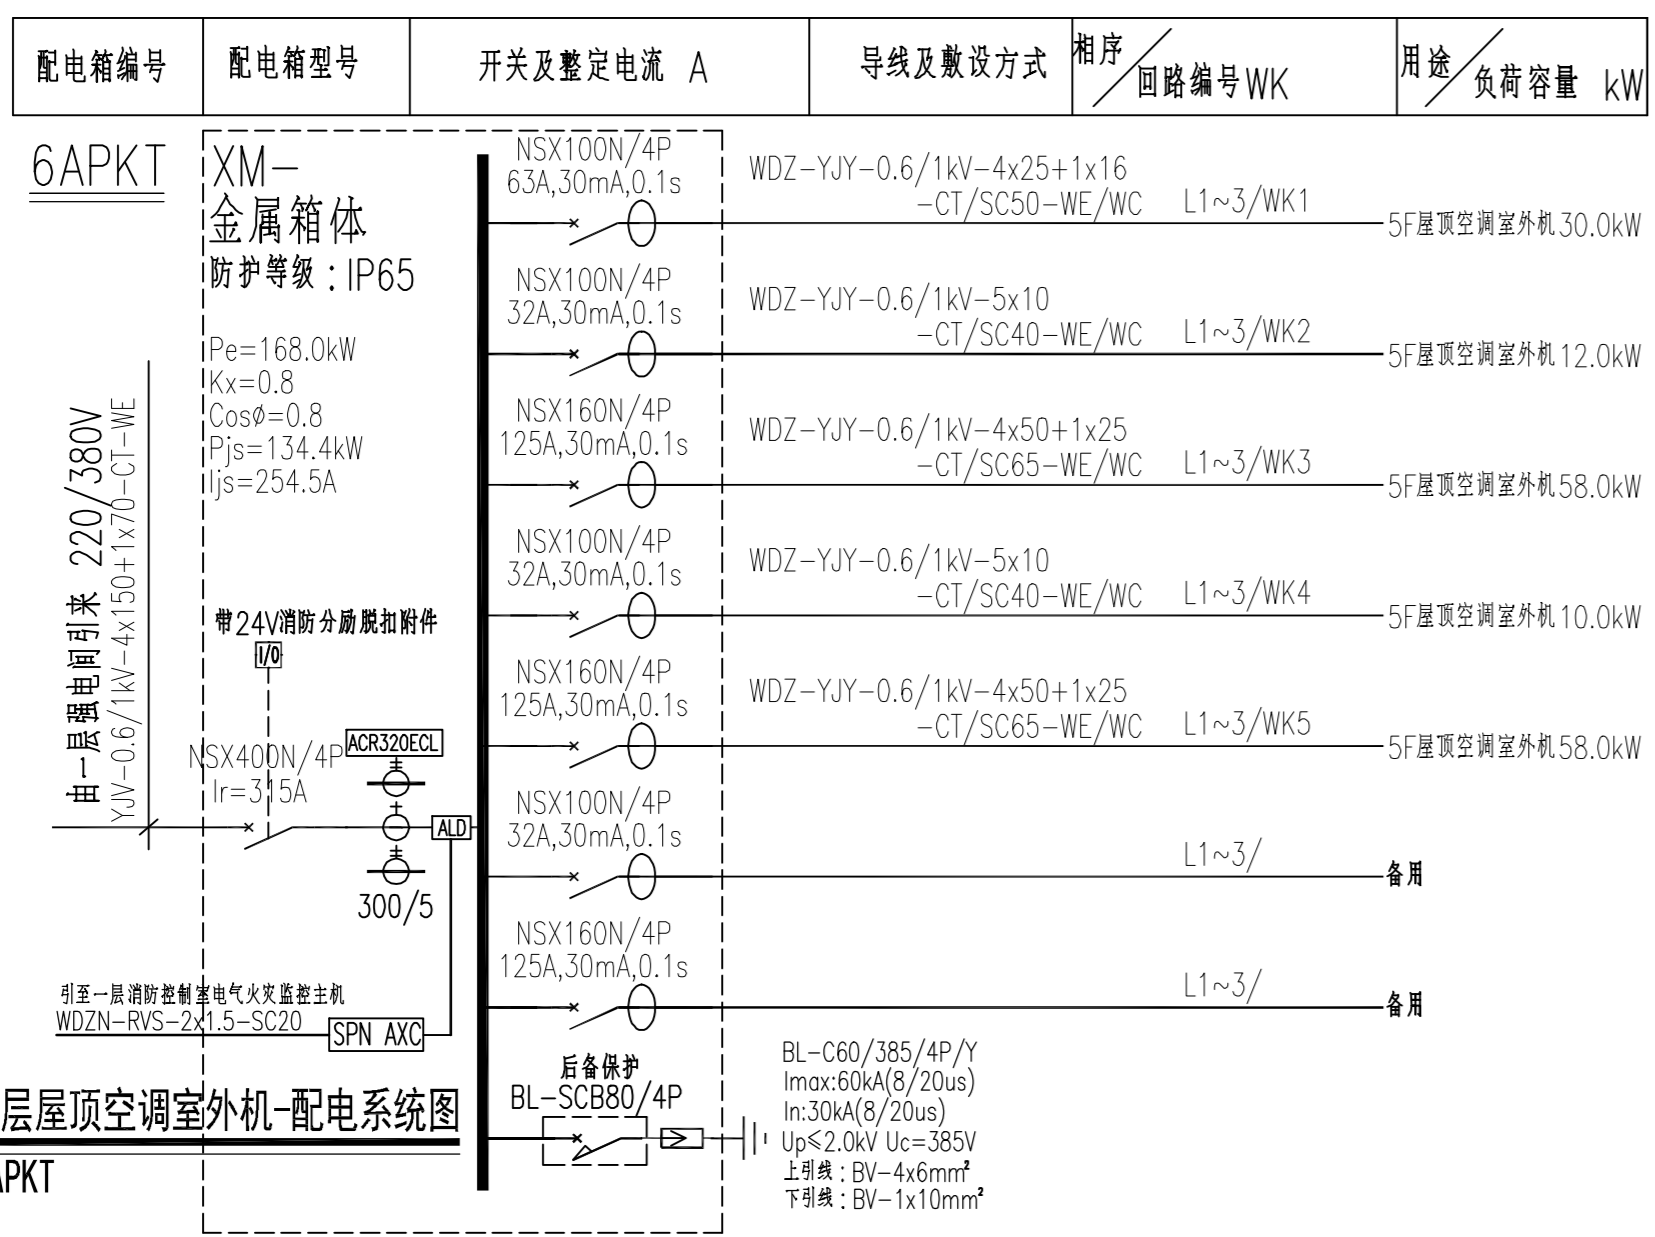 配电箱编号
配电箱型号
开关及整定电流 A
导线及敷设方式
相序/回路编号WK
用途/负荷容量 kW
6APKT
XM-
金属箱体
防护等级：IP65
Pe=168.0kW
Kx=0.8
Cosø=0.8
Pjs=134.4kW
Ijs=254.5A
由一层强电间引来 220/380V
YJV-0.6/1kV-4x150+1x70-CT-WE
带24V消防分励脱扣附件
I/O
NSX400N/4P
Ir=315A
ACR320ECL
ALD
300/5
引至一层消防控制室电气火灾监控主机
WDZN-RVS-2x1.5-SC20
SPN AXC
NSX100N/4P
63A,30mA,0.1s
WDZ-YJY-0.6/1kV-4x25+1x16
-CT/SC50-WE/WC
L1~3/WK1
5F屋顶空调室外机30.0kW
NSX100N/4P
32A,30mA,0.1s
WDZ-YJY-0.6/1kV-5x10
-CT/SC40-WE/WC
L1~3/WK2
5F屋顶空调室外机12.0kW
NSX160N/4P
125A,30mA,0.1s
WDZ-YJY-0.6/1kV-4x50+1x25
-CT/SC65-WE/WC
L1~3/WK3
5F屋顶空调室外机58.0kW
NSX100N/4P
32A,30mA,0.1s
WDZ-YJY-0.6/1kV-5x10
-CT/SC40-WE/WC
L1~3/WK4
5F屋顶空调室外机10.0kW
NSX160N/4P
125A,30mA,0.1s
WDZ-YJY-0.6/1kV-4x50+1x25
-CT/SC65-WE/WC
L1~3/WK5
5F屋顶空调室外机58.0kW
NSX100N/4P
32A,30mA,0.1s
L1~3/
备用
NSX160N/4P
125A,30mA,0.1s
L1~3/
备用
后备保护
BL-SCB80/4P
BL-C60/385/4P/Y
Imax:60kA(8/20us)
In:30kA(8/20us)
Up≤2.0kV Uc=385V
上引线：BV-4x6mm²
下引线：BV-1x10mm²
层屋顶空调室外机-配电系统图
APKT